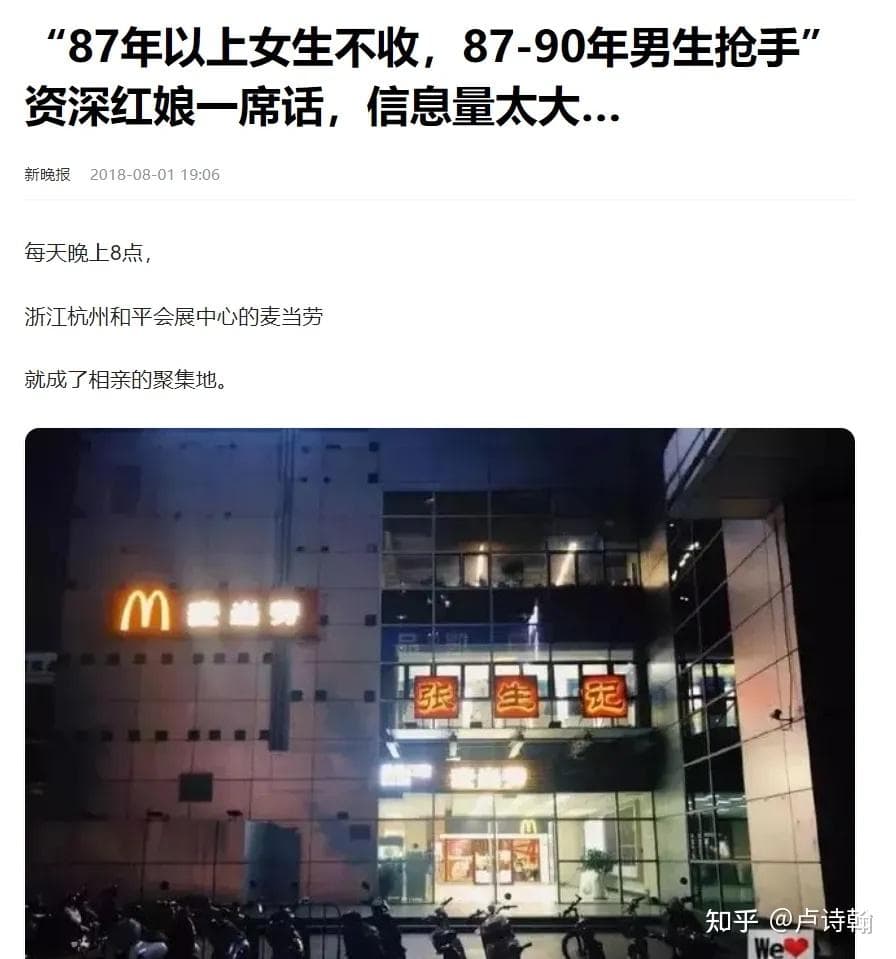 “87年以上女生不收，87-90年男生抢手”
资深红娘一席话，信息量太大...
新晚报 2018-08-01 19:06
每天晚上8点，
浙江杭州和平会展中心的麦当劳
就成了相亲的聚集地。
麦当劳
张生记
麦当劳
知乎 @卢诗翰
We